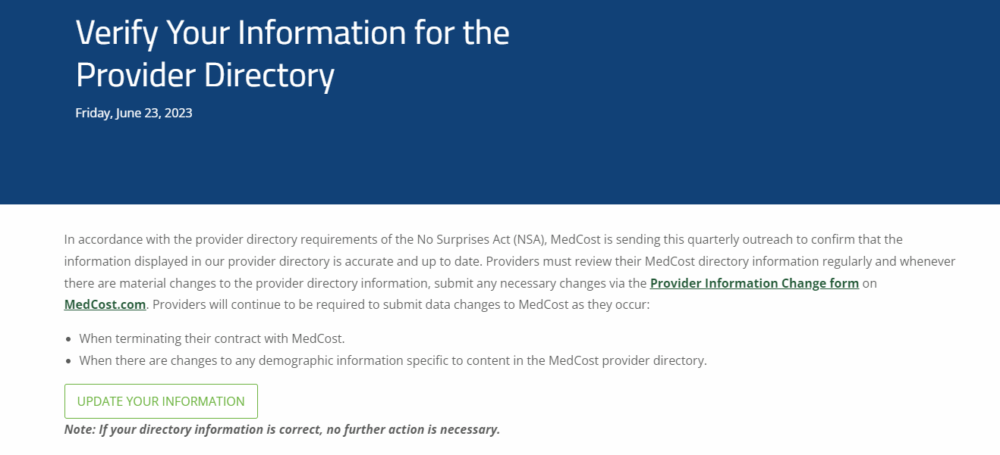 Verify Your Information for the
Provider Directory
Friday, June 23, 2023
In accordance with the provider directory requirements of the No Surprises Act (NSA), MedCost is sending this quarterly outreach to confirm that the
information displayed in our provider directory is accurate and up to date. Providers must review their MedCost directory information regularly and whenever
there are material changes to the provider directory information, submit any necessary changes via the Provider Information Change form on
MedCost.com. Providers will continue to be required to submit data changes to MedCost as they occur:
• When terminating their contract with MedCost.
• When there are changes to any demographic information specific to content in the MedCost provider directory.
UPDATE YOUR INFORMATION
Note: If your directory information is correct, no further action is necessary.